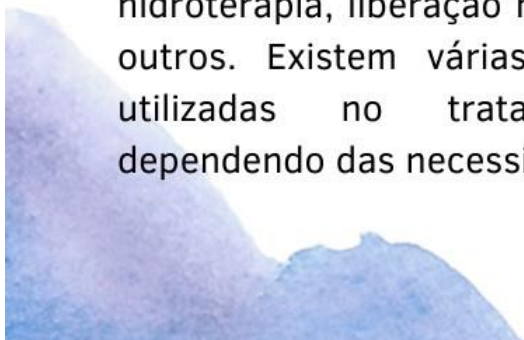 hidroterapia, liberação
outros. Existem várias
utilizadas no
dependendo das